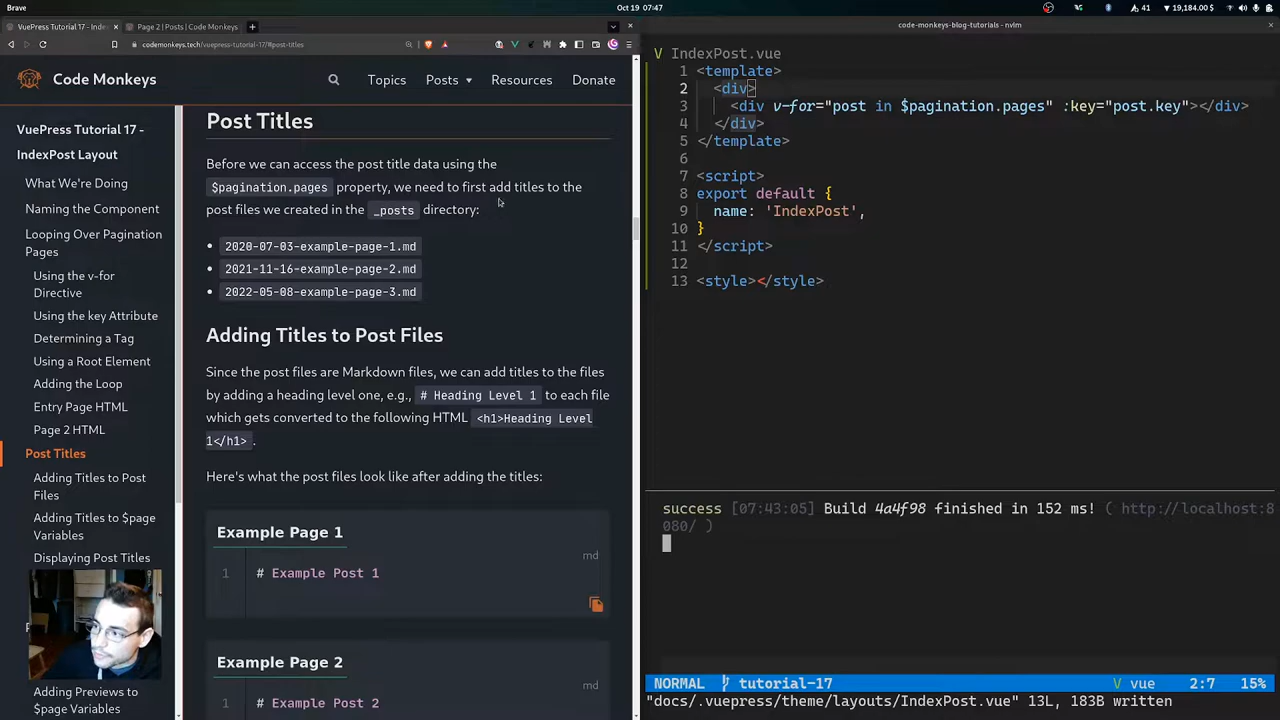 Brave
Oct 19 07:47
41
19,184.00 $
VuePress Tutorial 17 - Inde
Page 2 | Posts | Code Monkeys
codemonkeys.tech/vuepress-tutorial-17/#post-titles
Code Monkeys
Topics
Posts
Resources
Donate
VuePress Tutorial 17 -
IndexPost Layout
What We're Doing
Naming the Component
Looping Over Pagination
Pages
Using the v-for
Directive
Using the key Attribute
Determining a Tag
Using a Root Element
Adding the Loop
Entry Page HTML
Page 2 HTML
Post Titles
Adding Titles to Post
Files
Adding Titles to $page
Variables
Displaying Post Titles
Adding Previews to
$page Variables
Post Titles
Before we can access the post title data using the
$pagination.pages property, we need to first add titles to the
post files we created in the _posts directory:
2020-07-03-example-page-1.md
2021-11-16-example-page-2.md
2022-05-08-example-page-3.md
Adding Titles to Post Files
Since the post files are Markdown files, we can add titles to the files
by adding a heading level one, e.g., # Heading Level 1 to each file
which gets converted to the following HTML <h1>Heading Level
1</h1> .
Here's what the post files look like after adding the titles:
Example Page 1
md
1 # Example Post 1
Example Page 2
md
1 # Example Post 2
code-monkeys-blog-tutorials - nvim
IndexPost.vue
1 <template>
2 <div>
3 <div v-for="post in $pagination.pages" :key="post.key"></div>
4 </div>
5 </template>
6
7 <script>
8 export default {
9 name: 'IndexPost',
10 }
11 </script>
12
13 <style></style>
success [07:43:05] Build 4a4f98 finished in 152 ms! ( http://localhost:8
080/ )
NORMAL tutorial-17 vue 2:7 15%
"docs/.vuepress/theme/layouts/IndexPost.vue" 13L, 183B written